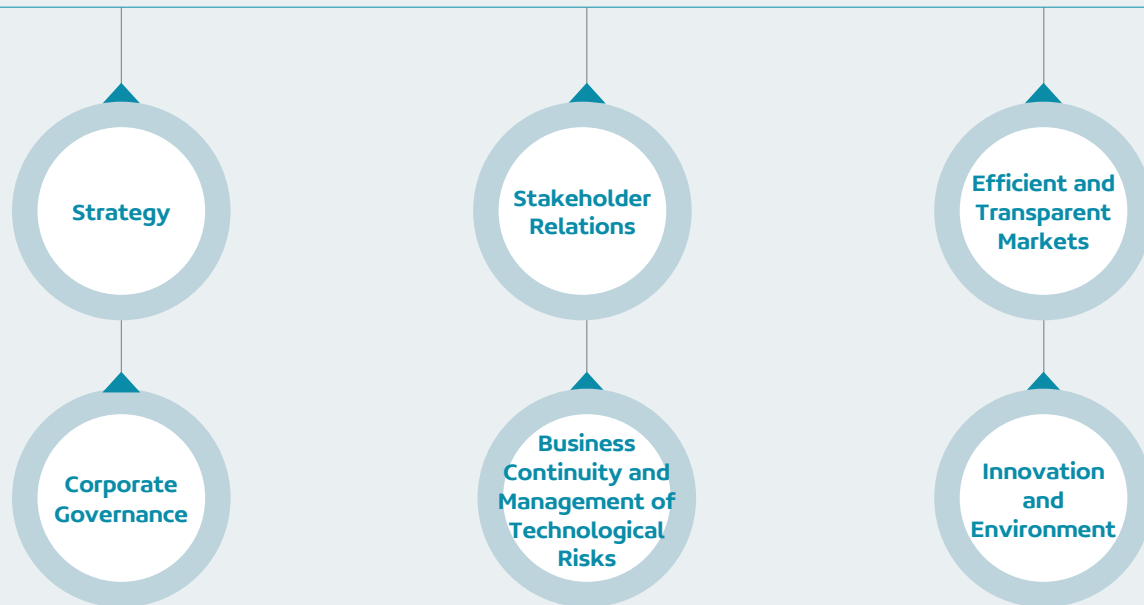 Strategy
Stakeholder
Relations
Efficient and
Transparent
Markets
Corporate
Governance
Business
Continuity and
Management of
Technological
Risks
Innovation
and
Environment